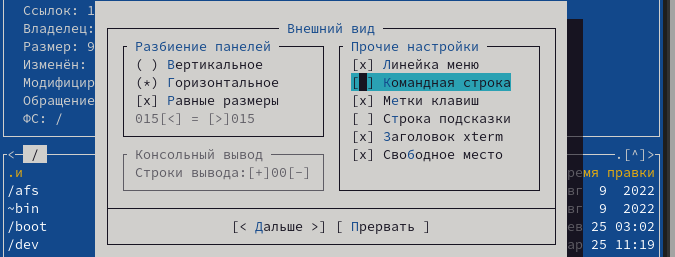 Ссылок: 1
Владелец:
Размер: 9
Изменён:
Модифицир
Обращение
ФС: /
Внешний вид
Разбиение панелей
( ) Вертикальное
(*) Горизонтальное
[x] Равные размеры
015[<] = [>]015
Консольный вывод
Строки вывода:[+]00[-]
Прочие настройки
[x] Линейка меню
[ ] Командная строка
[x] Метки клавиш
[ ] Строка подсказки
[x] Заголовок xterm
[x] Свободное место
[< Дальше >] [ Прервать ]
<─ / ─.[^]>
.и ремя правки
/afs вг 9 2022
~bin вг 9 2022
/boot ев 25 03:02
/dev ар 25 11:19